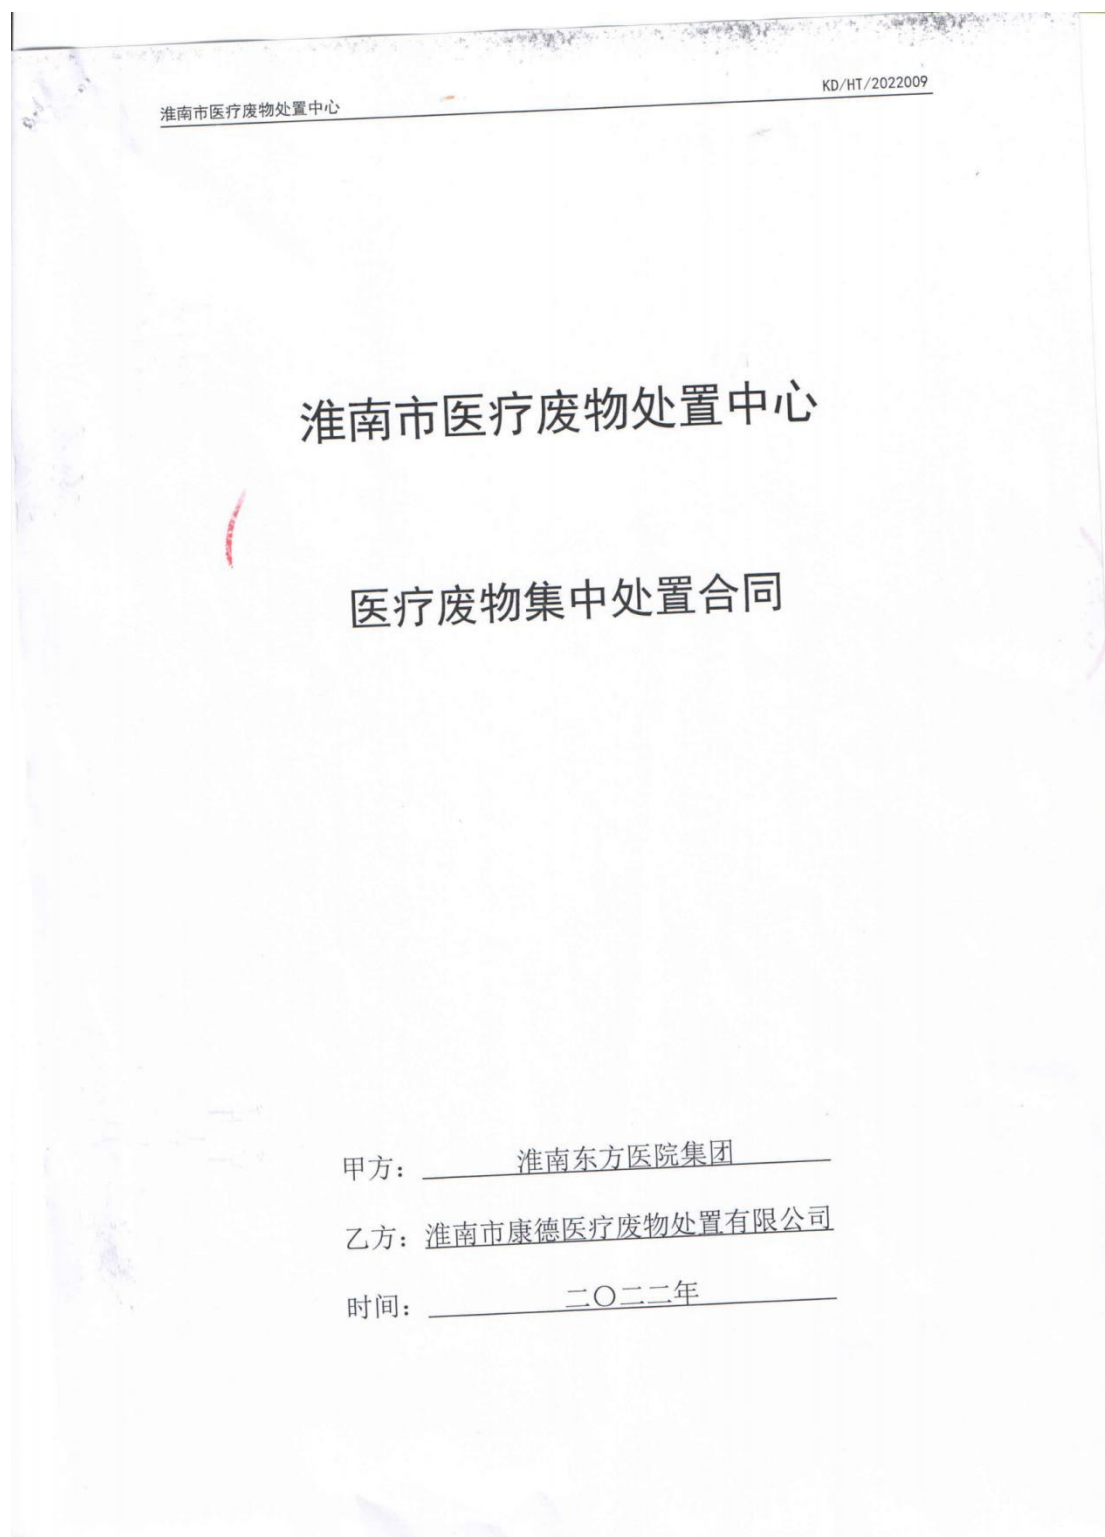 淮南市医疗废物处置中心
KD/HT/2022009
淮南市医疗废物处置中心
医疗废物集中处置合同
甲方：淮南东方医院集团
乙方：淮南市康德医疗废物处置有限公司
时间：二〇二二年